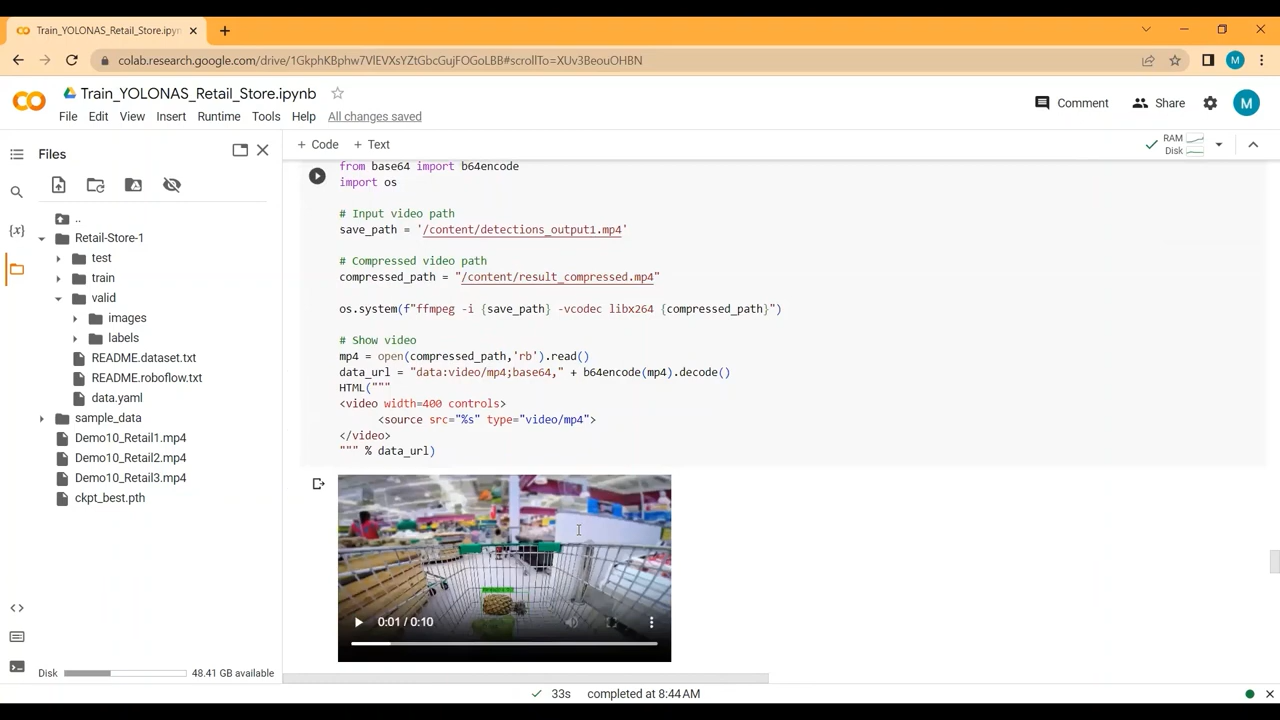 Train_YOLONAS_Retail_Store.ipyn
colab.research.google.com/drive/1GkphKBphw7VlEVXsYZtGbcGujFOGoLBB#scrollTo=XUv3BeouOHBN
M
Train_YOLONAS_Retail_Store.ipynb
File Edit View Insert Runtime Tools Help All changes saved
Comment Share M
Files
+ Code + Text
RAM
Disk
..
Retail-Store-1
test
train
valid
images
labels
README.dataset.txt
README.roboflow.txt
data.yaml
sample_data
Demo10_Retail1.mp4
Demo10_Retail2.mp4
Demo10_Retail3.mp4
ckpt_best.pth
Disk 48.41 GB available
from base64 import b64encode
import os
# Input video path
save_path = '/content/detections_output1.mp4'
# Compressed video path
compressed_path = "/content/result_compressed.mp4"
os.system(f"ffmpeg -i {save_path} -vcodec libx264 {compressed_path}")
# Show video
mp4 = open(compressed_path,'rb').read()
data_url = "data:video/mp4;base64," + b64encode(mp4).decode()
HTML("""
<video width=400 controls>
<source src="%s" type="video/mp4">
</video>
""" % data_url)
0:01 / 0:10
33s completed at 8:44 AM